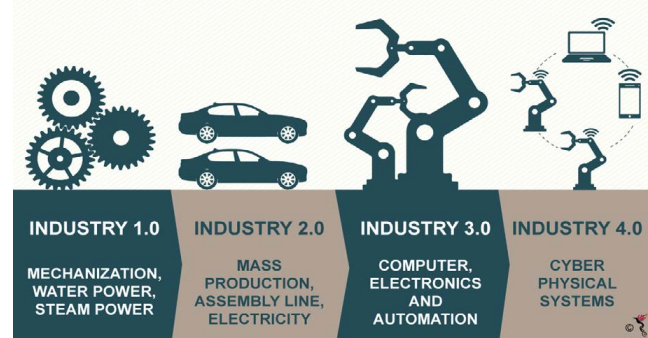 INDUSTRY 1.0
MECHANIZATION,
WATER POWER,
STEAM POWER
INDUSTRY 2.0
MASS
PRODUCTION,
ASSEMBLY LINE,
ELECTRICITY
INDUSTRY 3.0
COMPUTER,
ELECTRONICS
AND
AUTOMATION
INDUSTRY 4.0
CYBER
PHYSICAL
SYSTEMS
©